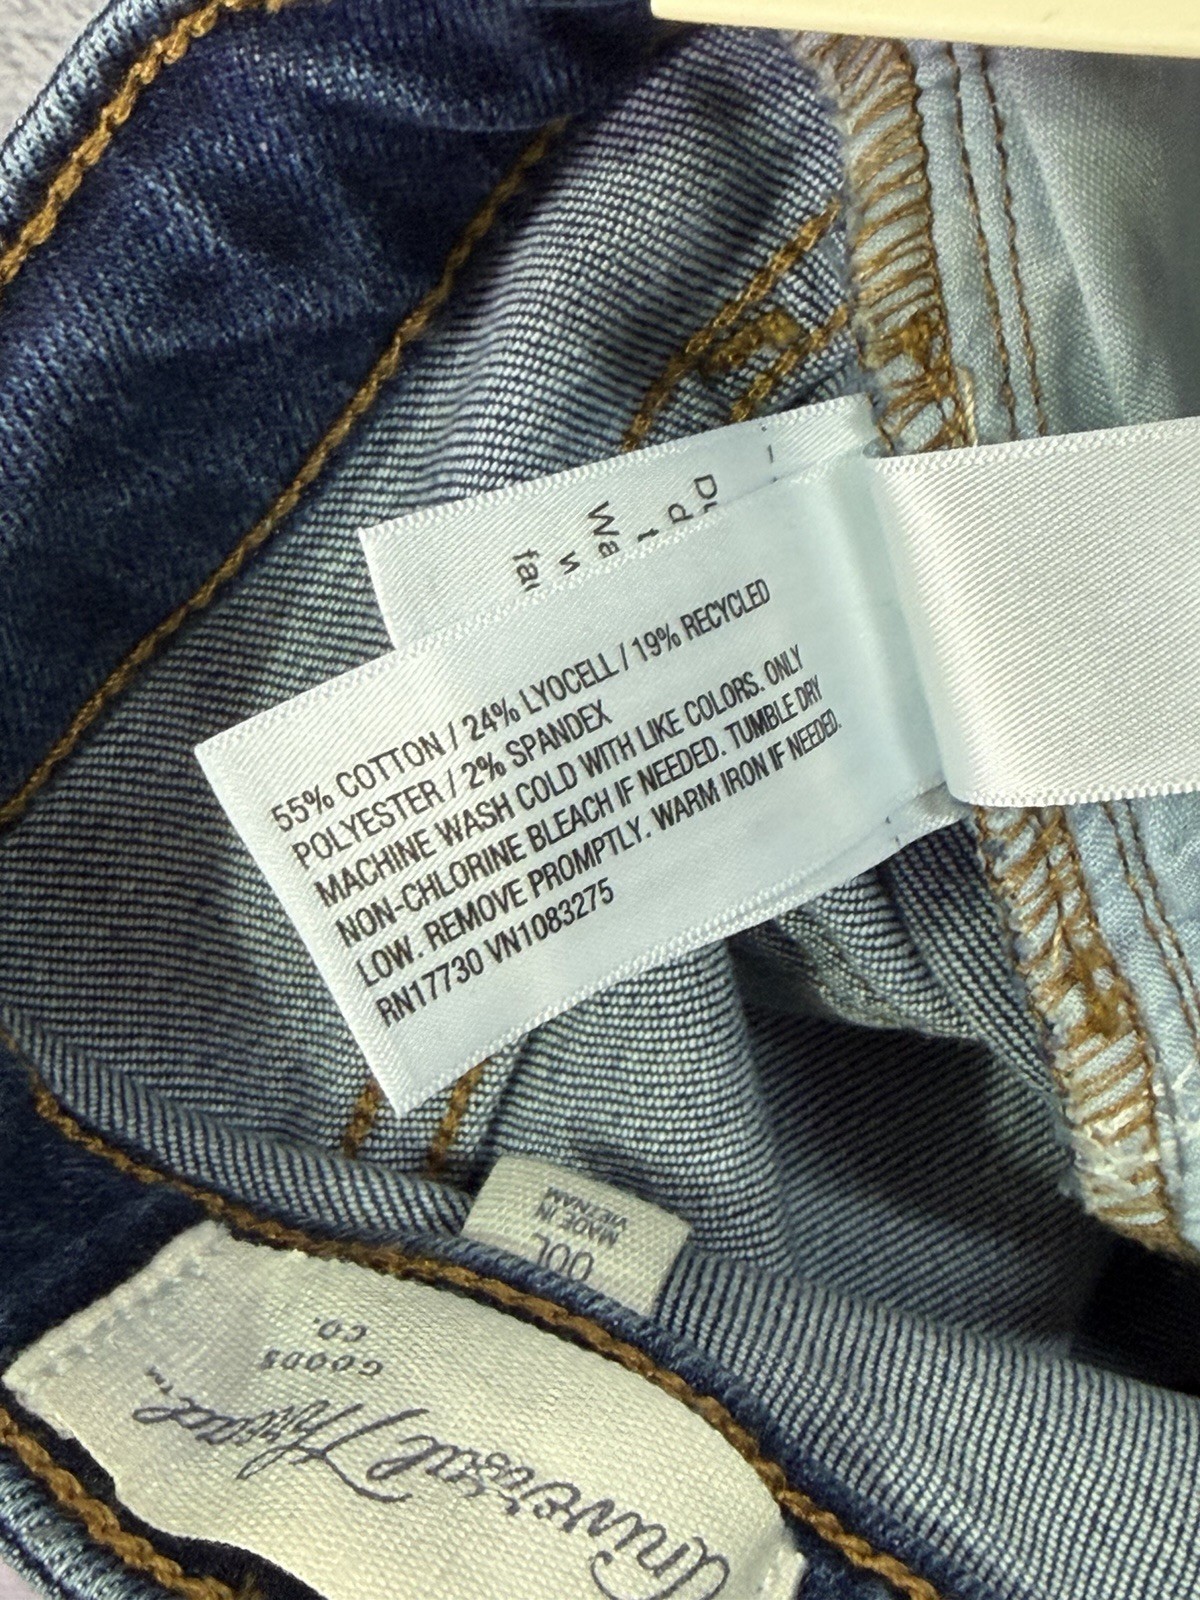 55% COTTON / 24% LYOCELL / 19% RECYCLED
POLYESTER / 2% SPANDEX
MACHINE WASH COLD WITH LIKE COLORS. ONLY
NON-CHLORINE BLEACH IF NEEDED. TUMBLE DRY
LOW. REMOVE PROMPTLY. WARM IRON IF NEEDED.
RN17730 VN1083275
00L
MADE IN
VIETNAM
Universal Thread™
GOODS
CO.